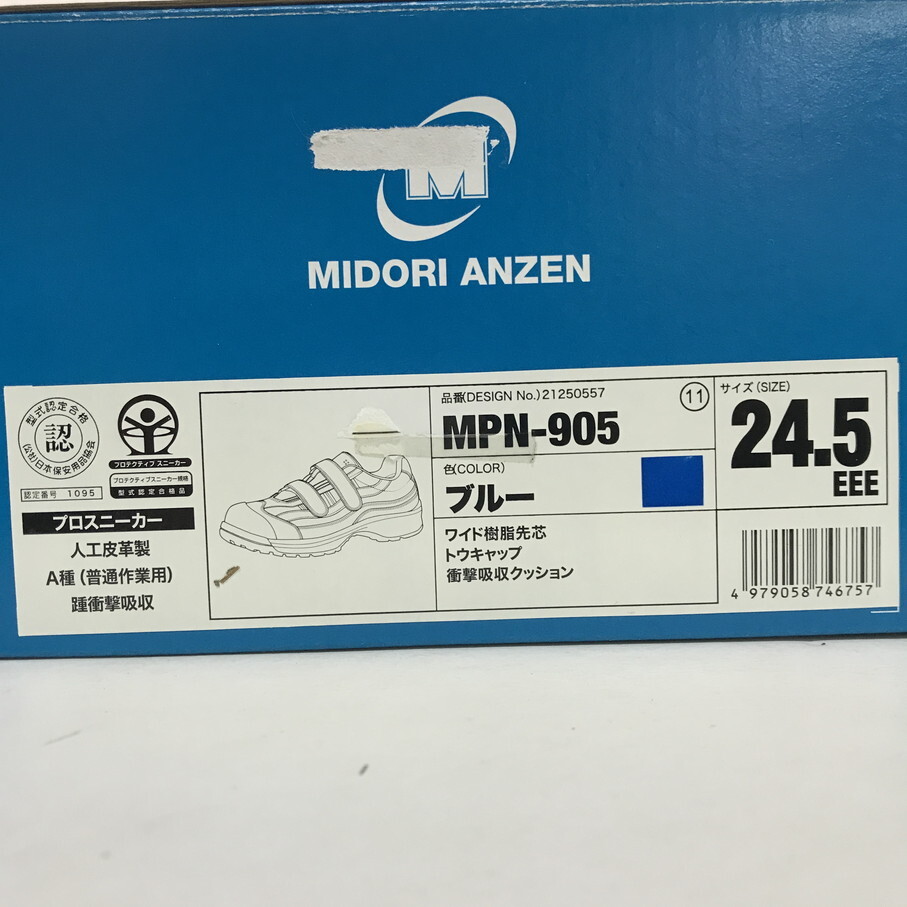 M
MIDORI ANZEN
型式認定合格
認
(公社)日本保安用品協会
認定番号 1095
プロテクティブ スニーカー
プロテクティブスニーカー規格
型式認定合格品
プロスニーカー
人工皮革製
A種 (普通作業用)
踵衝撃吸収
品番(DESIGN No.) 21250557
11
MPN-905
色(COLOR)
ブルー
ワイド樹脂先芯
トウキャップ
衝撃吸収クッション
サイズ (SIZE)
24.5
EEE
4 979058 746757